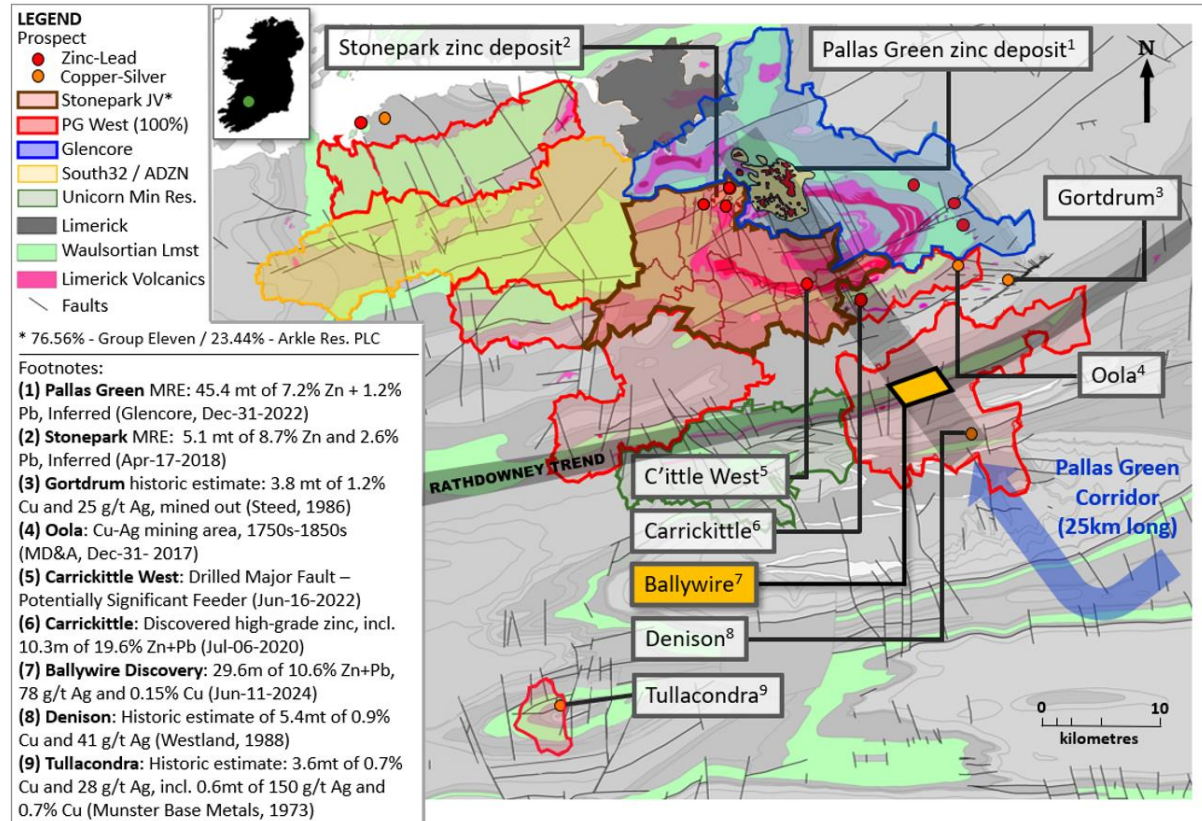 LEGEND
Prospect
Zinc-Lead
Copper-Silver
Stonepark JV*
PG West (100%)
Glencore
South32 / ADZN
Unicorn Min Res.
Limerick
Waulsortian Lmst
Limerick Volcanics
Faults
* 76.56% - Group Eleven / 23.44% - Arkle Res. PLC
Footnotes:
(1) Pallas Green MRE: 45.4 mt of 7.2% Zn + 1.2%
Pb, Inferred (Glencore, Dec-31-2022)
(2) Stonepark MRE: 5.1 mt of 8.7% Zn and 2.6%
Pb, Inferred (Apr-17-2018)
(3) Gortdrum historic estimate: 3.8 mt of 1.2%
Cu and 25 g/t Ag, mined out (Steed, 1986)
(4) Oola: Cu-Ag mining area, 1750s-1850s
(MD&A, Dec-31- 2017)
(5) Carrickittle West: Drilled Major Fault –
Potentially Significant Feeder (Jun-16-2022)
(6) Carrickittle: Discovered high-grade zinc, incl.
10.3m of 19.6% Zn+Pb (Jul-06-2020)
(7) Ballywire Discovery: 29.6m of 10.6% Zn+Pb,
78 g/t Ag and 0.15% Cu (Jun-11-2024)
(8) Denison: Historic estimate of 5.4mt of 0.9%
Cu and 41 g/t Ag (Westland, 1988)
(9) Tullacondra: Historic estimate: 3.6mt of 0.7%
Cu and 28 g/t Ag, incl. 0.6mt of 150 g/t Ag and
0.7% Cu (Munster Base Metals, 1973)
Stonepark zinc deposit2
Pallas Green zinc deposit1
N
Gortdrum3
Oola4
RATHDOWNEY TREND
C'ittle West5
Carrickittle6
Ballywire7
Denison8
Tullacondra9
Pallas Green
Corridor
(25km long)
0 10
kilometres